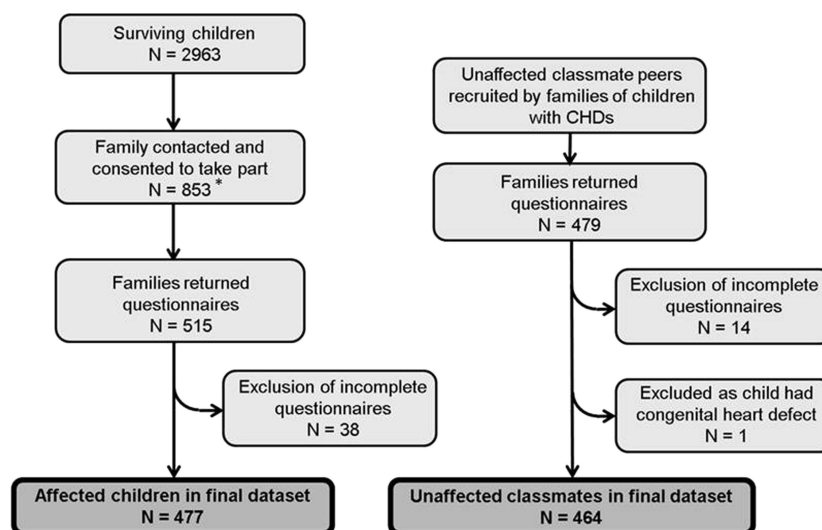 Surviving children
N = 2963
Family contacted and
consented to take part
N = 853*
Families returned
questionnaires
N = 515
Exclusion of incomplete
questionnaires
N = 38
Affected children in final dataset
N = 477
Unaffected classmate peers
recruited by families of children
with CHDs
Families returned
questionnaires
N = 479
Exclusion of incomplete
questionnaires
N = 14
Excluded as child had
congenital heart defect
N = 1
Unaffected classmates in final dataset
N = 464